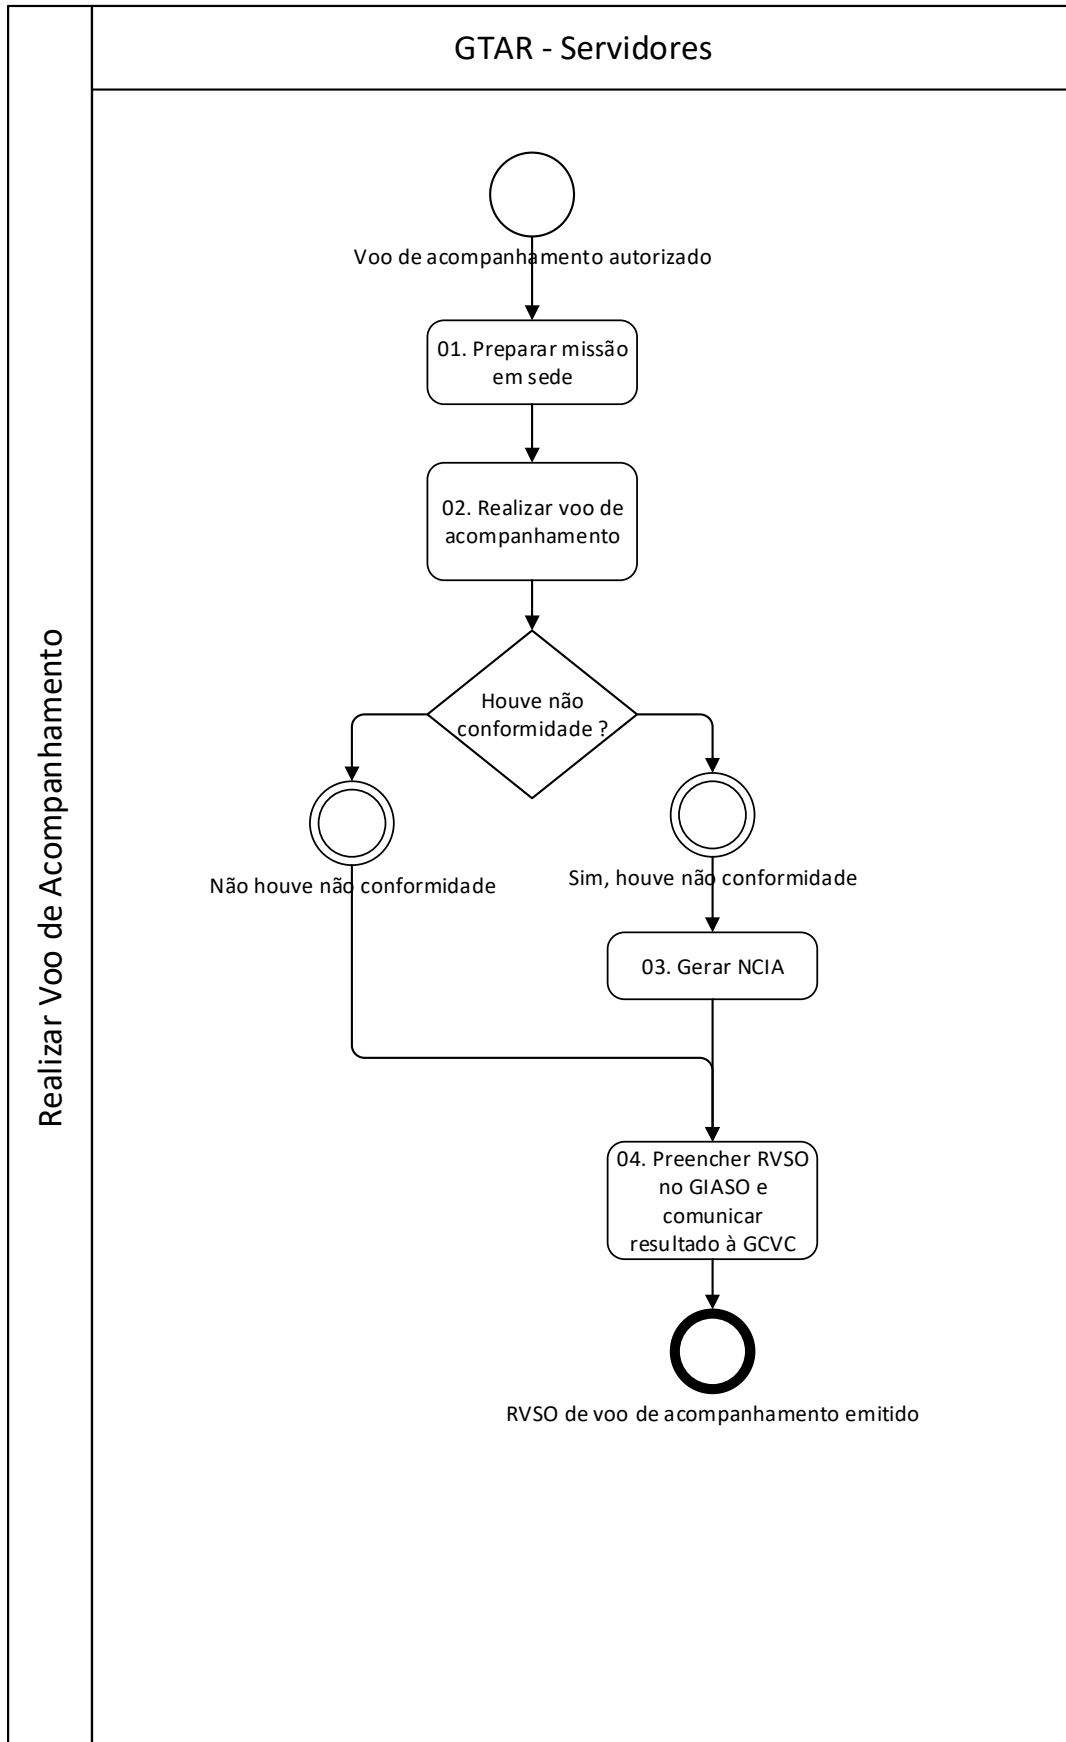 GTAR - Servidores
Realizar Voo de Acompanhamento
Voo de acompanhamento autorizado
01. Preparar missão
em sede
02. Realizar voo de
acompanhamento
Houve não
conformidade ?
Não houve não conformidade
Sim, houve não conformidade
03. Gerar NCIA
04. Preencher RVSO
no GIASO e
comunicar
resultado à GCVC
RVSO de voo de acompanhamento emitido